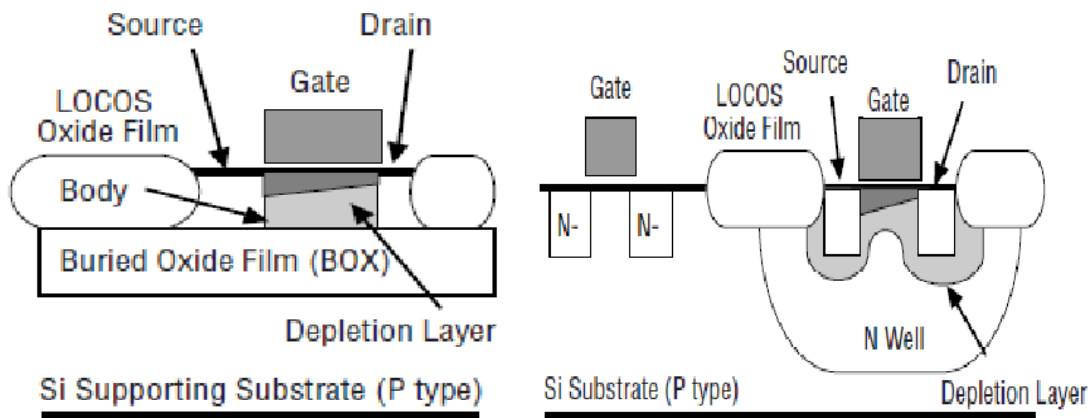 Source
Drain
Gate
LOCOS
Oxide Film
Body
Buried Oxide Film (BOX)
Depletion Layer
Si Supporting Substrate (P type)
Source
Drain
Gate
LOCOS
Gate
Oxide Film
N-
N-
N Well
Si Substrate (P type)
Depletion Layer